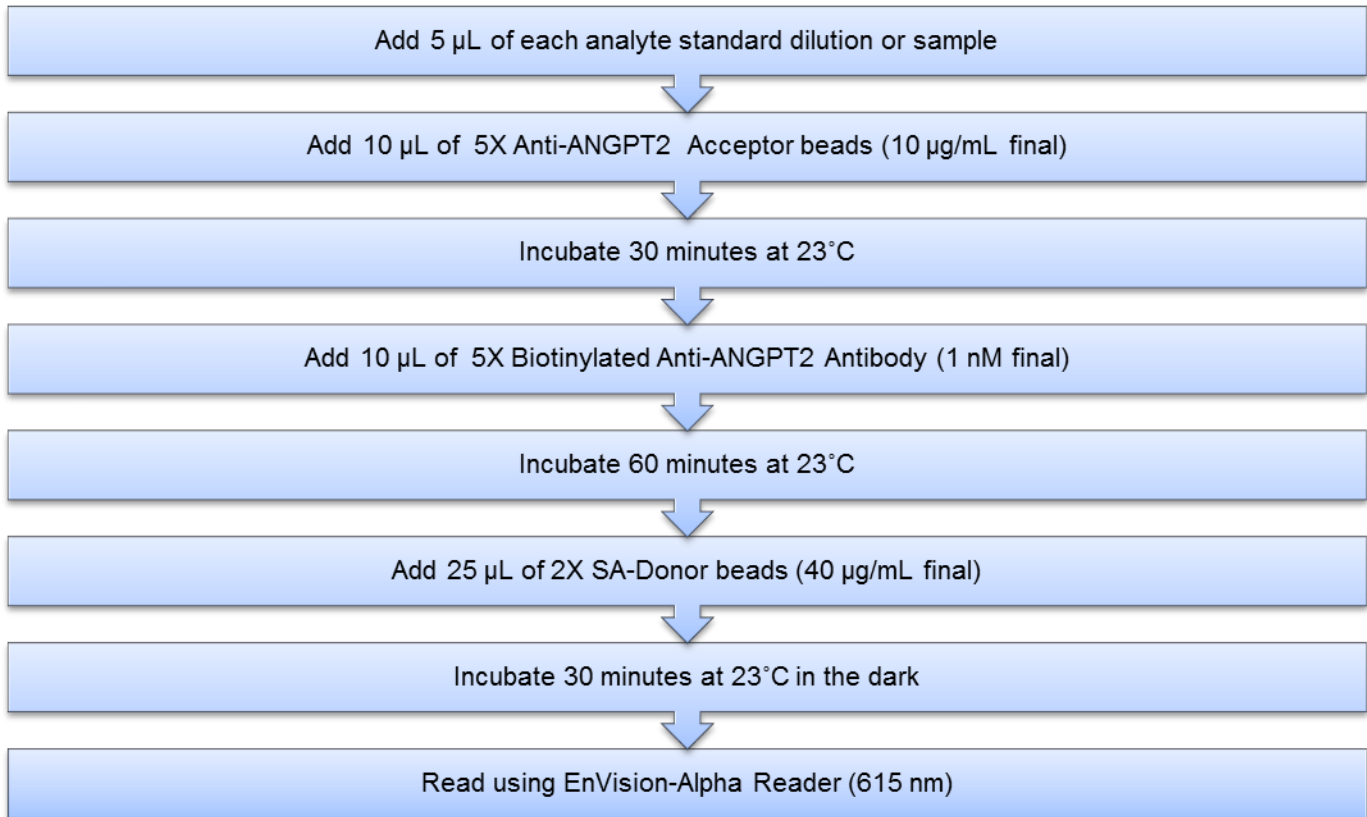 Add 5 µL of each analyte standard dilution or sample
Add 10 µL of 5X Anti-ANGPT2 Acceptor beads (10 µg/mL final)
Incubate 30 minutes at 23˚C
Add 10 µL of 5X Biotinylated Anti-ANGPT2 Antibody (1 nM final)
Incubate 60 minutes at 23˚C
Add 25 µL of 2X SA-Donor beads (40 µg/mL final)
Incubate 30 minutes at 23˚C in the dark
Read using EnVision-Alpha Reader (615 nm)